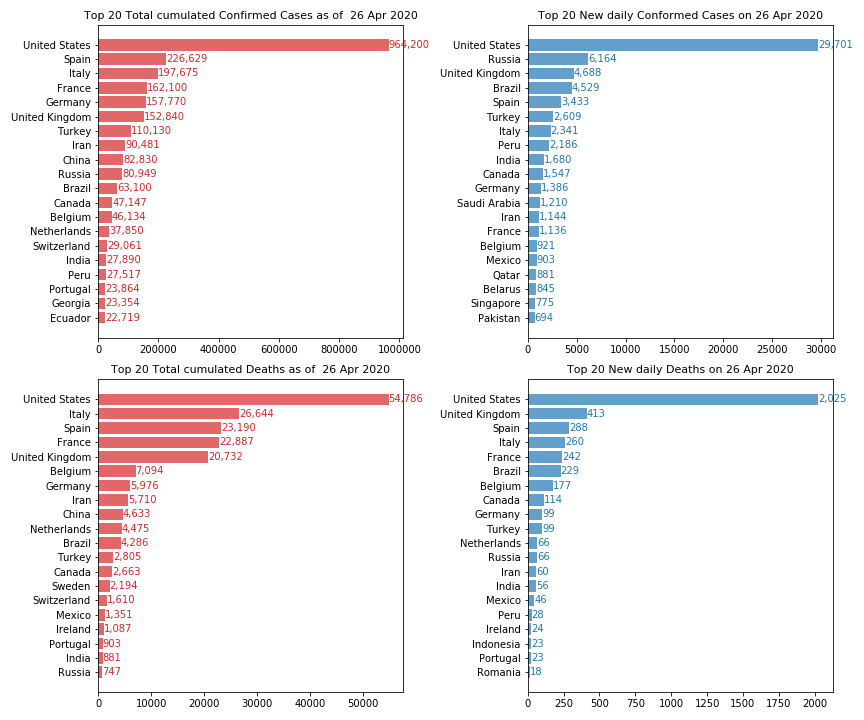 Top 20 Total cumulated Confirmed Cases as of  26 Apr 2020
United States 964,200
Spain 226,629
Italy 197,675
France 162,100
Germany 157,770
United Kingdom 152,840
Turkey 110,130
Iran 90,481
China 82,830
Russia 80,949
Brazil 63,100
Canada 47,147
Belgium 46,134
Netherlands 37,850
Switzerland 29,061
India 27,890
Peru 27,517
Portugal 23,864
Georgia 23,354
Ecuador 22,719
0 200000 400000 600000 800000 1000000
Top 20 New daily Conformed Cases on 26 Apr 2020
United States 29,701
Russia 6,164
United Kingdom 4,688
Brazil 4,529
Spain 3,433
Turkey 2,609
Italy 2,341
Peru 2,186
India 1,680
Canada 1,547
Germany 1,386
Saudi Arabia 1,210
Iran 1,144
France 1,136
Belgium 921
Mexico 903
Qatar 881
Belarus 845
Singapore 775
Pakistan 694
0 5000 10000 15000 20000 25000 30000
Top 20 Total cumulated Deaths as of  26 Apr 2020
United States 54,786
Italy 26,644
Spain 23,190
France 22,887
United Kingdom 20,732
Belgium 7,094
Germany 5,976
Iran 5,710
China 4,633
Netherlands 4,475
Brazil 4,286
Turkey 2,805
Canada 2,663
Sweden 2,194
Switzerland 1,610
Mexico 1,351
Ireland 1,087
Portugal 903
India 881
Russia 747
0 10000 20000 30000 40000 50000
Top 20 New daily Deaths on 26 Apr 2020
United States 2,025
United Kingdom 413
Spain 288
Italy 260
France 242
Brazil 229
Belgium 177
Canada 114
Germany 99
Turkey 99
Netherlands 66
Russia 66
Iran 60
India 56
Mexico 46
Peru 28
Ireland 24
Indonesia 23
Portugal 23
Romania 18
0 250 500 750 1000 1250 1500 1750 2000